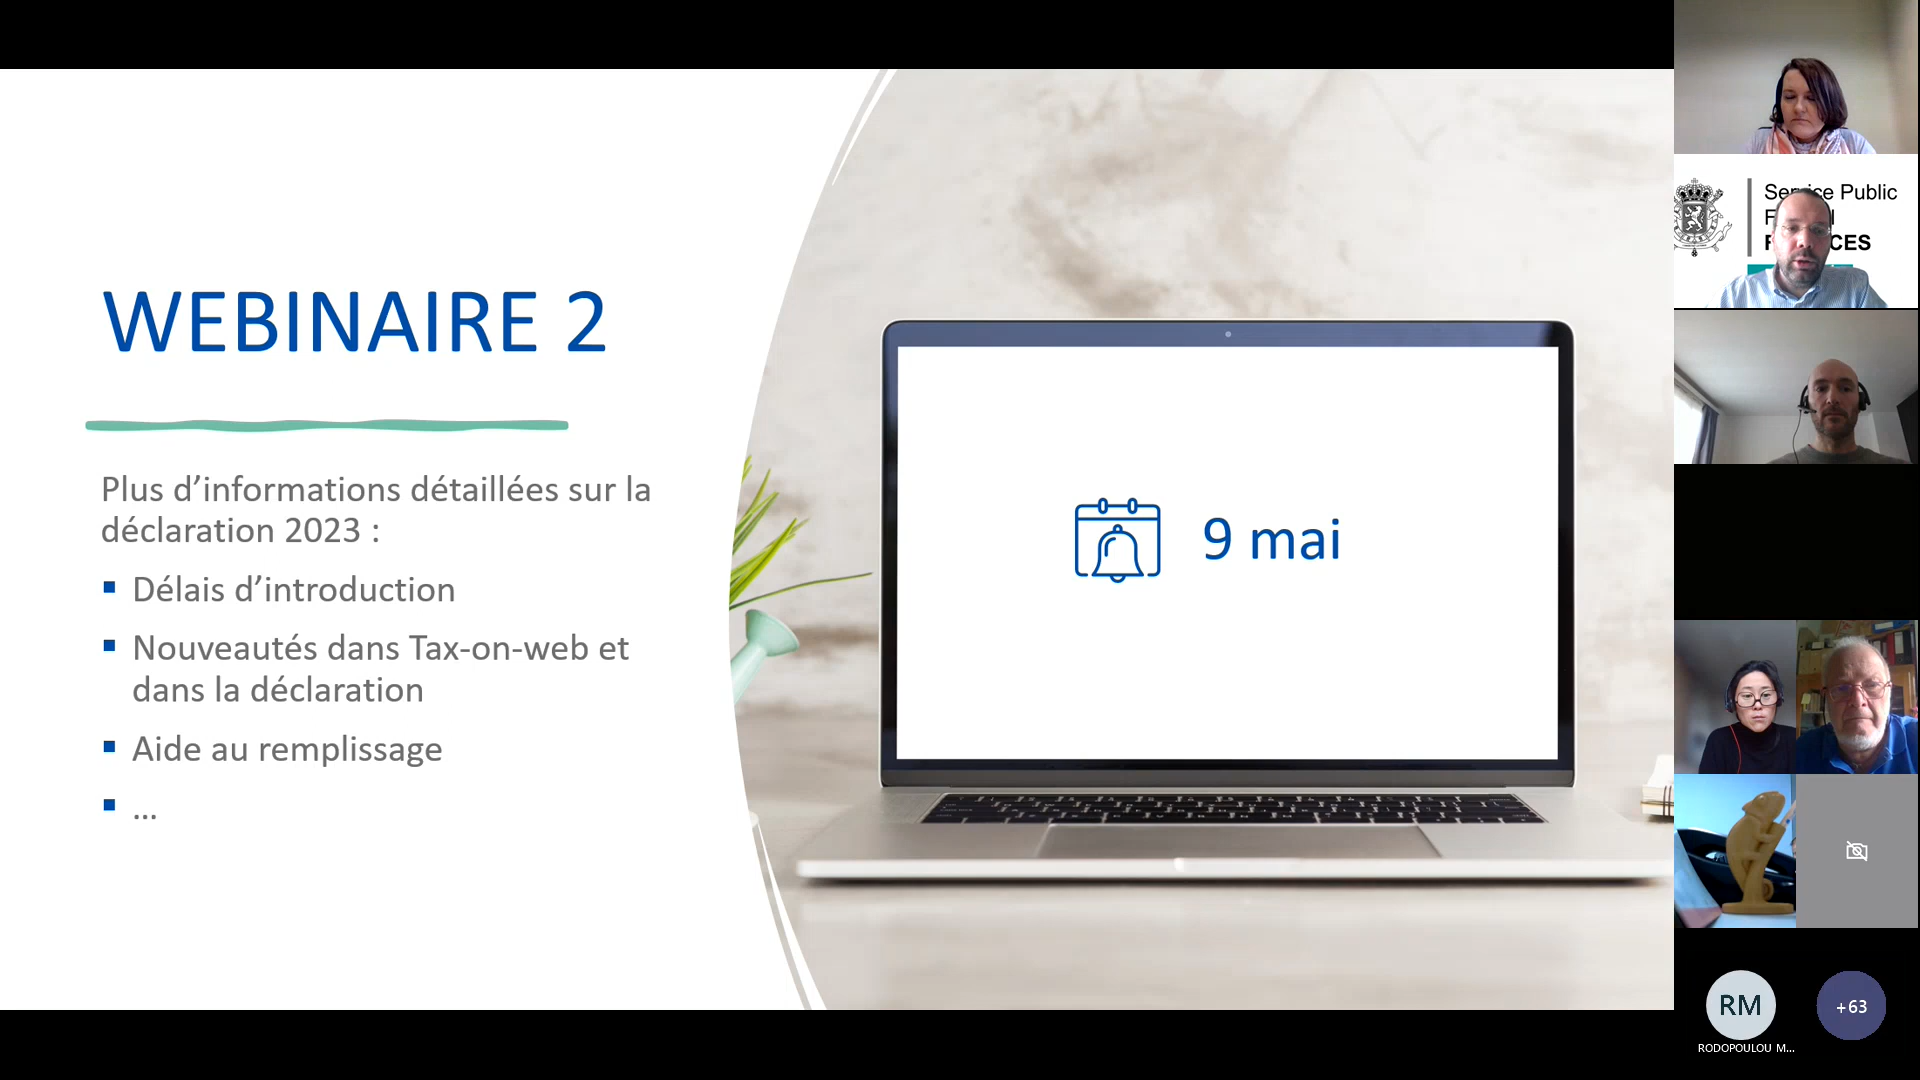 WEBINAIRE 2
Plus d’informations détaillées sur la
déclaration 2023 :
Délais d’introduction
Nouveautés dans Tax-on-web et
dans la déclaration
Aide au remplissage
...
9 mai
Service Public
RM
+63
RODOPOULOU M...